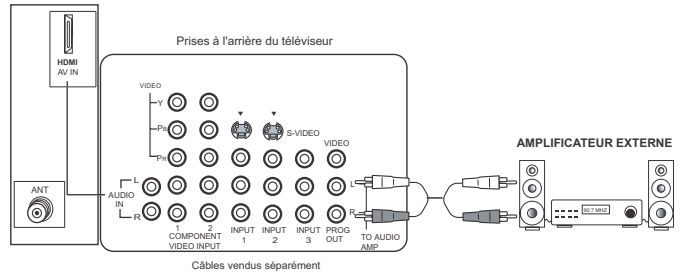 HDMI
AV IN
Prises à l'arrière du téléviseur
VIDEO
Y
PB
PR
S-VIDEO
VIDEO
ANT
L
AUDIO
IN
R
L
R
1
COMPONENT
VIDEO INPUT
2
INPUT
1
INPUT
2
INPUT
3
PROG
OUT
TO AUDIO
AMP
AMPLIFICATEUR EXTERNE
90.7 MHZ
Câbles vendus séparément